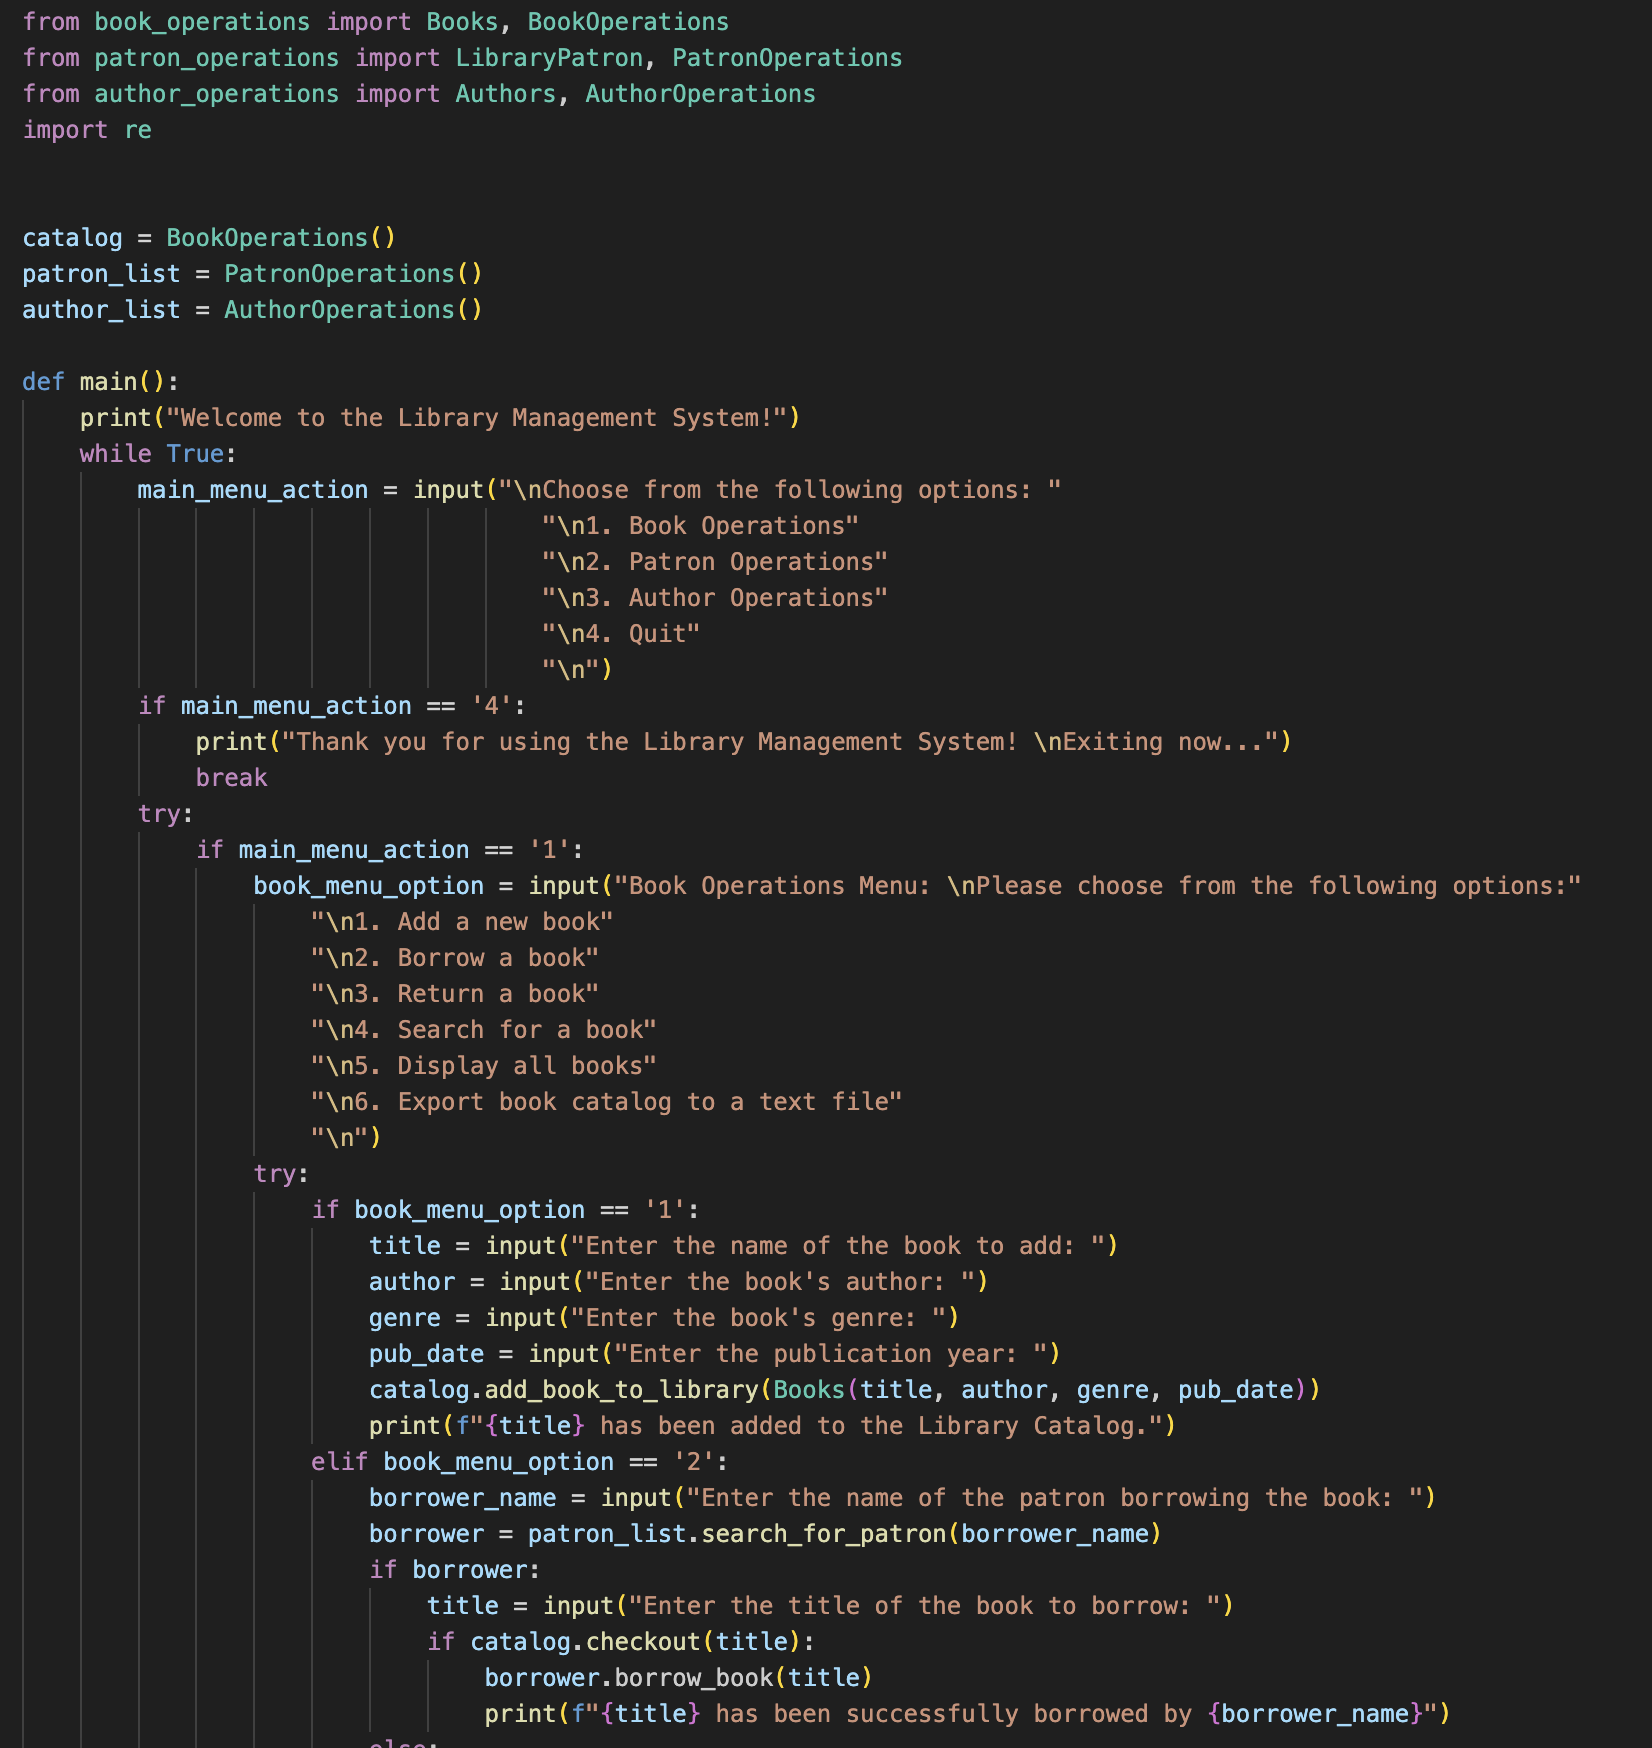 from book_operations import Books, BookOperations
from patron_operations import LibraryPatron, PatronOperations
from author_operations import Authors, AuthorOperations
import re
catalog = BookOperations()
patron_list = PatronOperations()
author_list = AuthorOperations()
def main():
    print("Welcome to the Library Management System!")
    while True:
        main_menu_action = input("\nChoose from the following options: "
                                    "\n1. Book Operations"
                                    "\n2. Patron Operations"
                                    "\n3. Author Operations"
                                    "\n4. Quit"
                                    "\n")
        if main_menu_action == '4':
            print("Thank you for using the Library Management System! \nExiting now...")
            break
        try:
            if main_menu_action == '1':
                book_menu_option = input("Book Operations Menu: \nPlease choose from the following options:"
                    "\n1. Add a new book"
                    "\n2. Borrow a book"
                    "\n3. Return a book"
                    "\n4. Search for a book"
                    "\n5. Display all books"
                    "\n6. Export book catalog to a text file"
                    "\n")
                try:
                    if book_menu_option == '1':
                        title = input("Enter the name of the book to add: ")
                        author = input("Enter the book's author: ")
                        genre = input("Enter the book's genre: ")
                        pub_date = input("Enter the publication year: ")
                        catalog.add_book_to_library(Books(title, author, genre, pub_date))
                        print(f"{title} has been added to the Library Catalog.")
                    elif book_menu_option == '2':
                        borrower_name = input("Enter the name of the patron borrowing the book: ")
                        borrower = patron_list.search_for_patron(borrower_name)
                        if borrower:
                            title = input("Enter the title of the book to borrow: ")
                            if catalog.checkout(title):
                                borrower.borrow_book(title)
                                print(f"{title} has been successfully borrowed by {borrower_name}")
                        else: